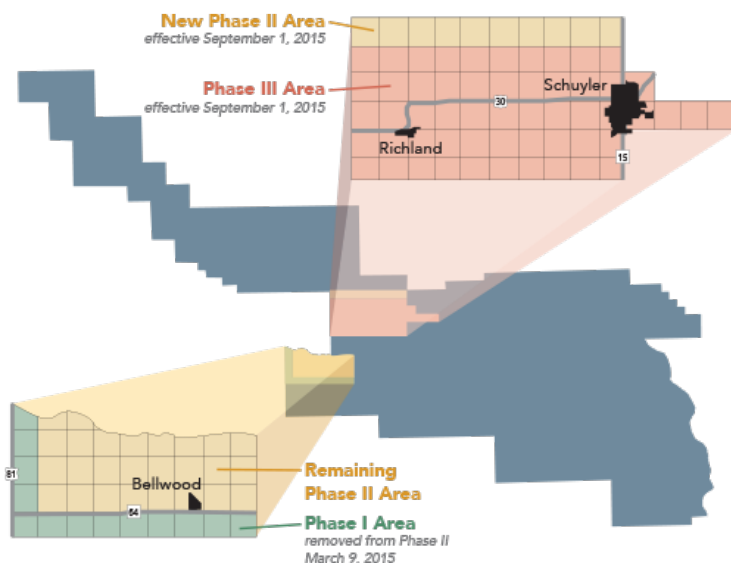 New Phase II Area
effective September 1, 2015
Phase III Area
effective September 1, 2015
Schuyler
30
Richland
15
81
Bellwood
64
Remaining
Phase II Area
Phase I Area
removed from Phase II
March 9, 2015